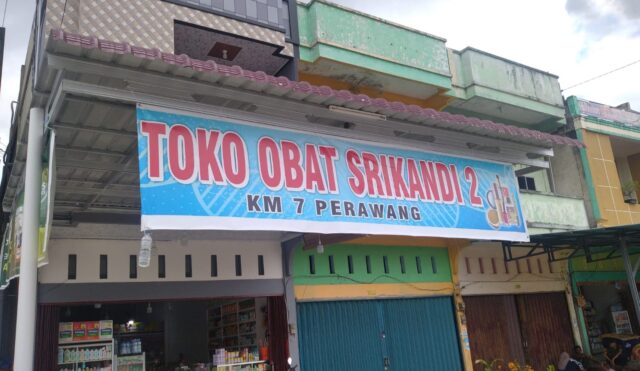 TOKO OBAT SRIKANDI 2
KM 7 PERAWANG